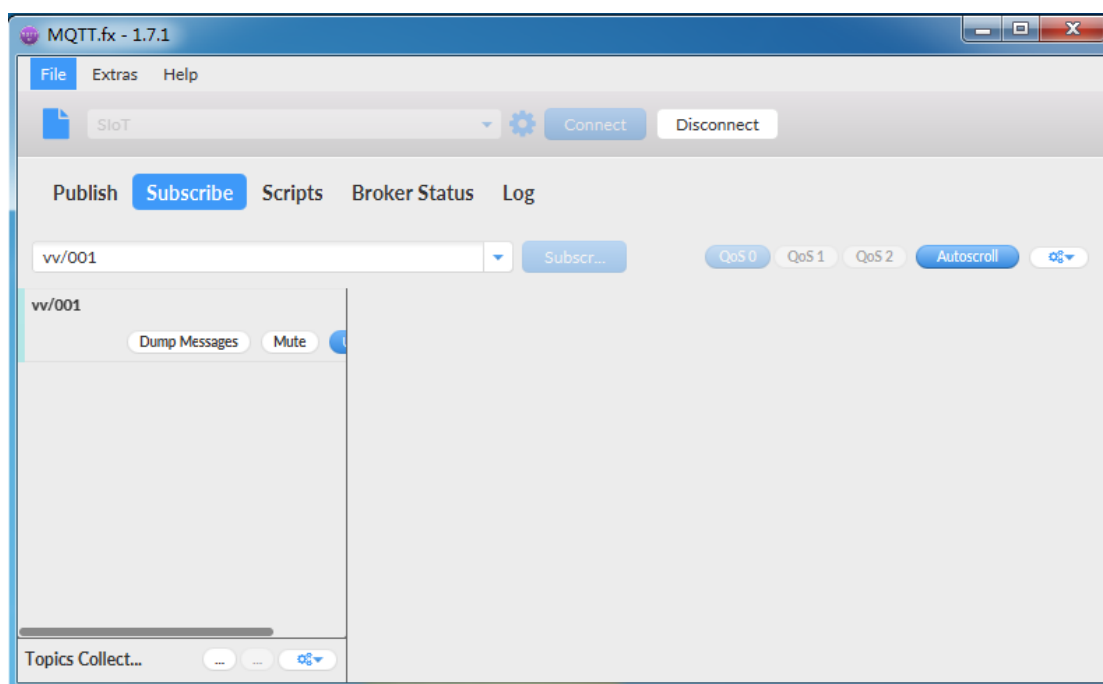 MQTT.fx - 1.7.1
File Extras Help
SIoT Connect Disconnect
Publish Subscribe Scripts Broker Status Log
vv/001 Subscr... QoS 0 QoS 1 QoS 2 Autoscroll
vv/001
Dump Messages Mute
Topics Collect... ... ...